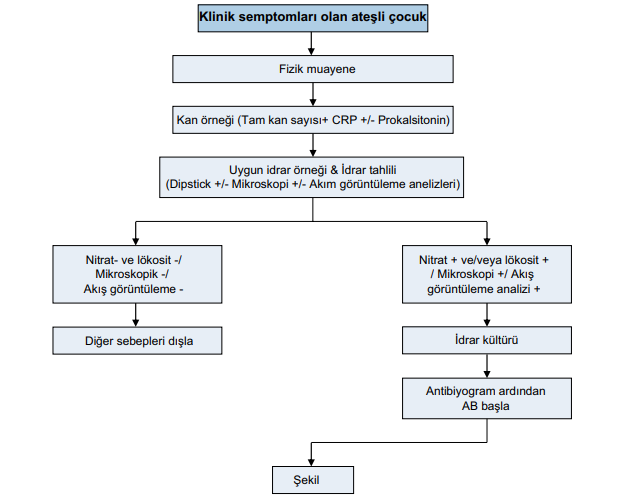 Klinik semptomları olan ateşli çocuk
Fizik muayene
Kan örneği (Tam kan sayısı+ CRP +/- Prokalsitonin)
Uygun idrar örneği & İdrar tahlili
(Dipstick +/- Mikroskopi +/- Akım görüntüleme anelizleri)
Nitrat- ve lökosit -/
Mikroskopik -/
Akış görüntüleme -
Nitrat + ve/veya lökosit +
/ Mikroskopi +/ Akış
görüntüleme analizi +
Diğer sebepleri dışla
İdrar kültürü
Antibiyogram ardından
AB başla
Şekil